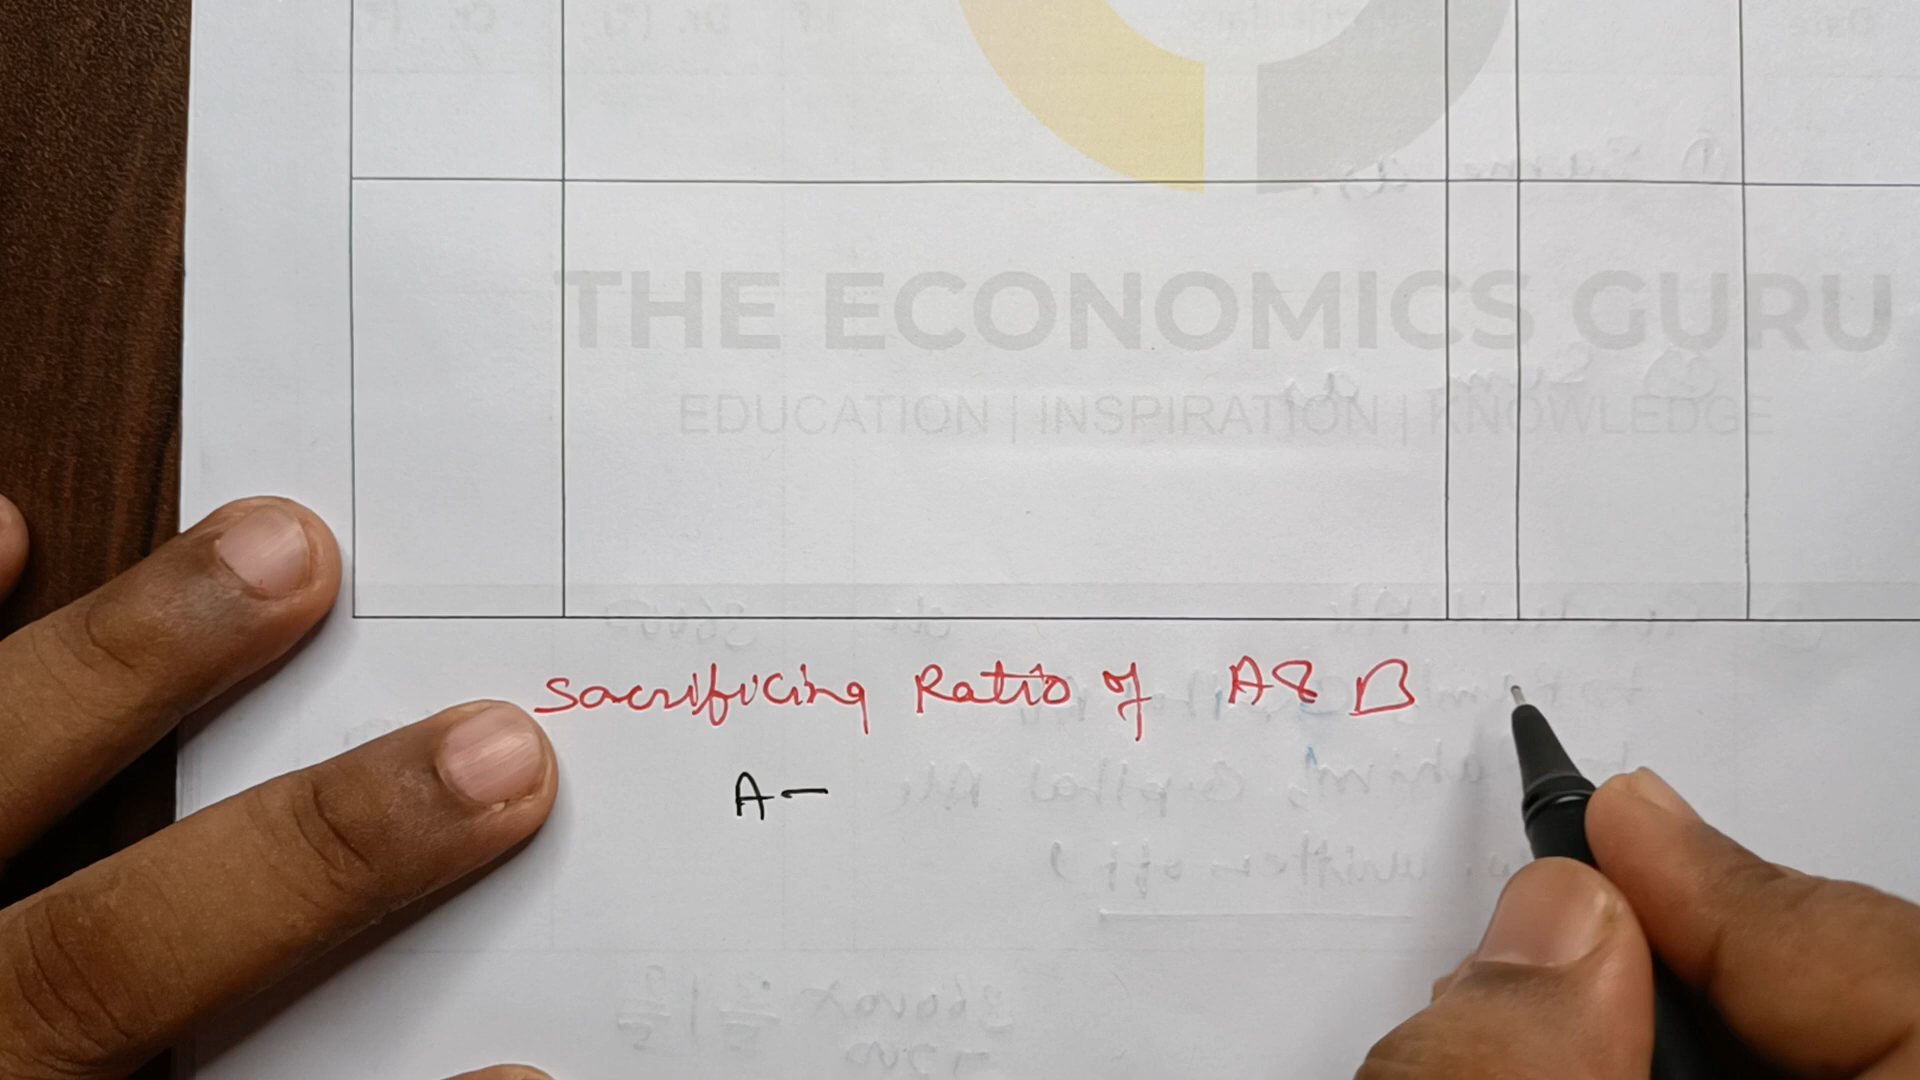 THE ECONOMICS GURU
EDUCATION | INSPIRATION | KNOWLEDGE
Sacrificing Ratio of A & B
A —